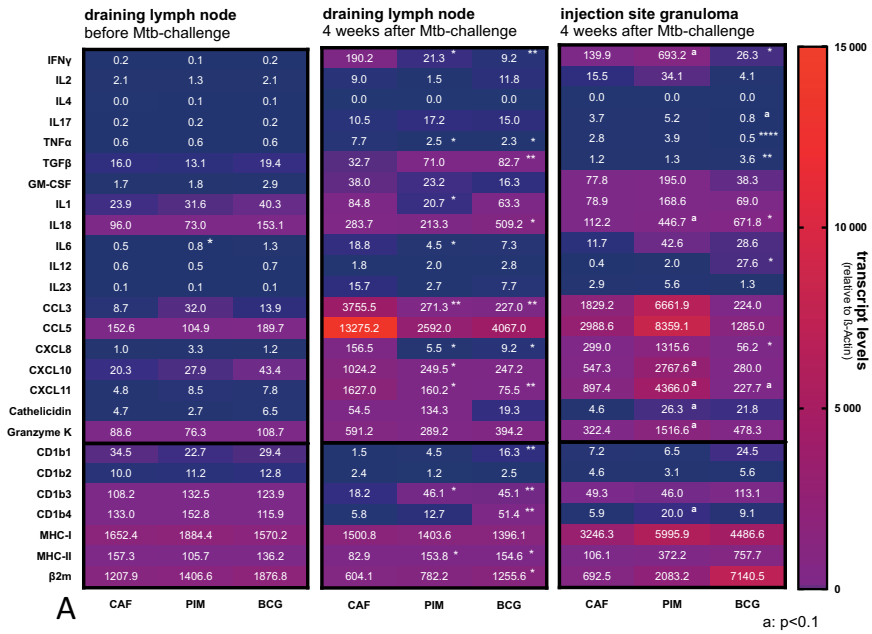 draining lymph node draining lymph node injection site granuloma
before Mtb-challenge 4 weeks after Mtb-challenge 4 weeks after Mtb-challenge
IFNγ 0.2 0.1 0.2 190.2 21.3 * 9.2 ** 139.9 693.2 a 26.3 * 15 000
IL2 2.1 1.3 2.1 9.0 1.5 11.8 15.5 34.1 4.1
IL4 0.0 0.1 0.1 0.0 0.0 0.0 0.0 0.0 0.0
IL17 0.2 0.2 0.2 10.5 17.2 15.0 3.7 5.2 0.8 a
TNFα 0.6 0.6 0.6 7.7 2.5 * 2.3 * 2.8 3.9 0.5 ****
TGFβ 16.0 13.1 19.4 32.7 71.0 82.7 ** 1.2 1.3 3.6 **
GM-CSF 1.7 1.8 2.9 38.0 23.2 16.3 77.8 195.0 38.3
IL1 23.9 31.6 40.3 84.8 20.7 * 63.3 78.9 168.6 69.0
IL18 96.0 73.0 153.1 283.7 213.3 509.2 * 112.2 446.7 a 671.8 * 10 000
IL6 0.5 0.8 * 1.3 18.8 4.5 * 7.3 11.7 42.6 28.6
IL12 0.6 0.5 0.7 1.8 2.0 2.8 0.4 2.0 27.6 *
IL23 0.1 0.1 0.1 15.7 2.7 7.7 2.9 5.6 1.3
CCL3 8.7 32.0 13.9 3755.5 271.3 ** 227.0 ** 1829.2 6661.9 224.0
CCL5 152.6 104.9 189.7 13275.2 2592.0 4067.0 2988.6 8359.1 1285.0
CXCL8 1.0 3.3 1.2 156.5 5.5 * 9.2 * 299.0 1315.6 56.2 *
CXCL10 20.3 27.9 43.4 1024.2 249.5 * 247.2 547.3 2767.6 a 280.0
CXCL11 4.8 8.5 7.8 1627.0 160.2 * 75.5 ** 897.4 4366.0 a 227.7 a
Cathelicidin 4.7 2.7 6.5 54.5 134.3 19.3 4.6 26.3 a 21.8 5 000
Granzyme K 88.6 76.3 108.7 591.2 289.2 394.2 322.4 1516.6 a 478.3
CD1b1 34.5 22.7 29.4 1.5 4.5 16.3 ** 7.2 6.5 24.5
CD1b2 10.0 11.2 12.8 2.4 1.2 2.5 4.6 3.1 5.6
CD1b3 108.2 132.5 123.9 18.2 46.1 * 45.1 ** 49.3 46.0 113.1
CD1b4 133.0 152.8 115.9 5.8 12.7 51.4 ** 5.9 20.0 a 9.1
MHC-I 1652.4 1884.4 1570.2 1500.8 1403.6 1396.1 3246.3 5995.9 4486.6
MHC-II 157.3 105.7 136.2 82.9 153.8 * 154.6 * 106.1 372.2 757.7
β2m 1207.9 1406.6 1876.8 604.1 782.2 1255.6 * 692.5 2083.2 7140.5 0
A CAF PIM BCG CAF PIM BCG CAF PIM BCG
transcript levels
(relative to ß-Actin)
a: p<0.1